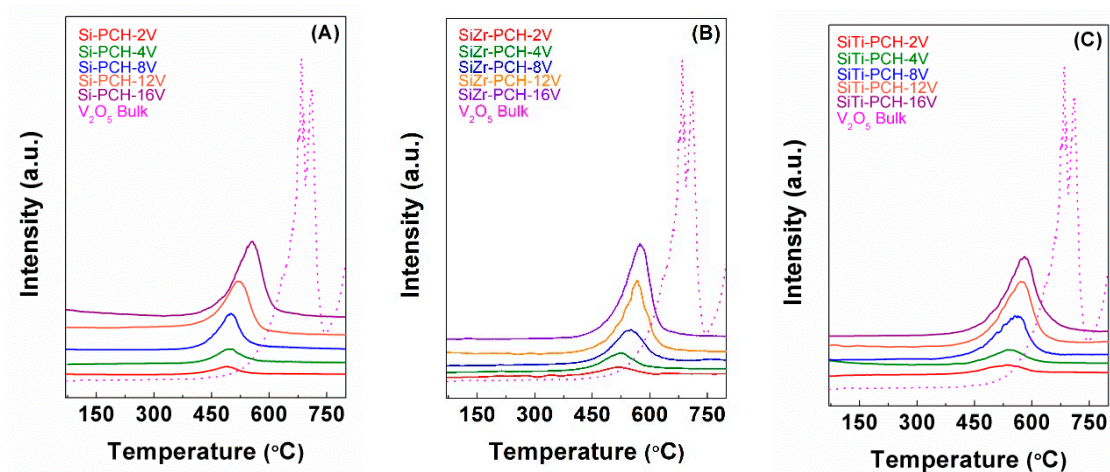 (A)
Si-PCH-2V
Si-PCH-4V
Si-PCH-8V
Si-PCH-12V
Si-PCH-16V
V₂O₅ Bulk
Intensity (a.u.)
150 300 450 600 750
Temperature (°C)
(B)
SiZr-PCH-2V
SiZr-PCH-4V
SiZr-PCH-8V
SiZr-PCH-12V
SiZr-PCH-16V
V₂O₅ Bulk
Intensity (a.u.)
150 300 450 600 750
Temperature (°C)
(C)
SiTi-PCH-2V
SiTi-PCH-4V
SiTi-PCH-8V
SiTi-PCH-12V
SiTi-PCH-16V
V₂O₅ Bulk
Intensity (a.u.)
150 300 450 600 750
Temperature (°C)